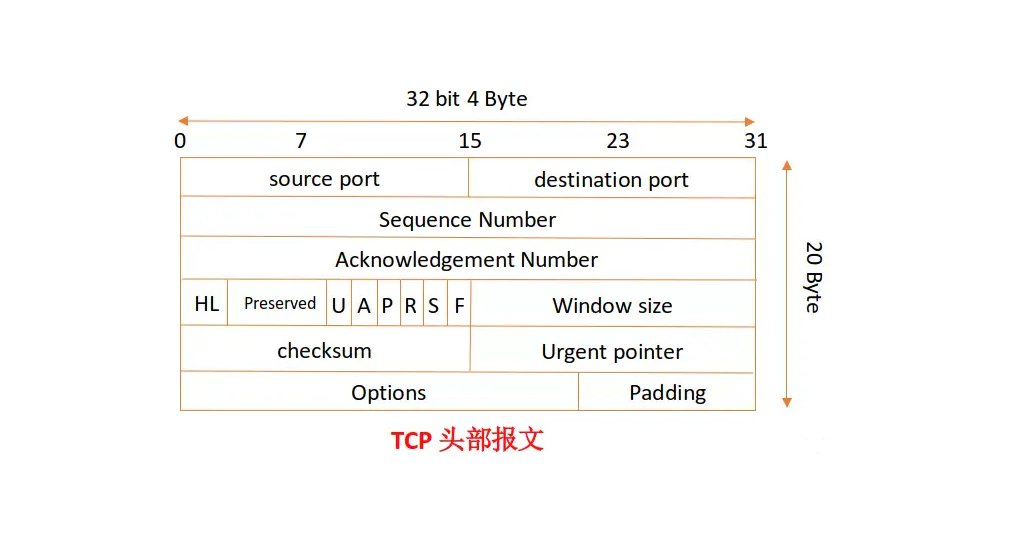 32 bit 4 Byte
0 7 15 23 31
source port destination port
Sequence Number
Acknowledgement Number
HL Preserved U A P R S F Window size
checksum Urgent pointer
Options Padding
20 Byte
TCP 头部报文